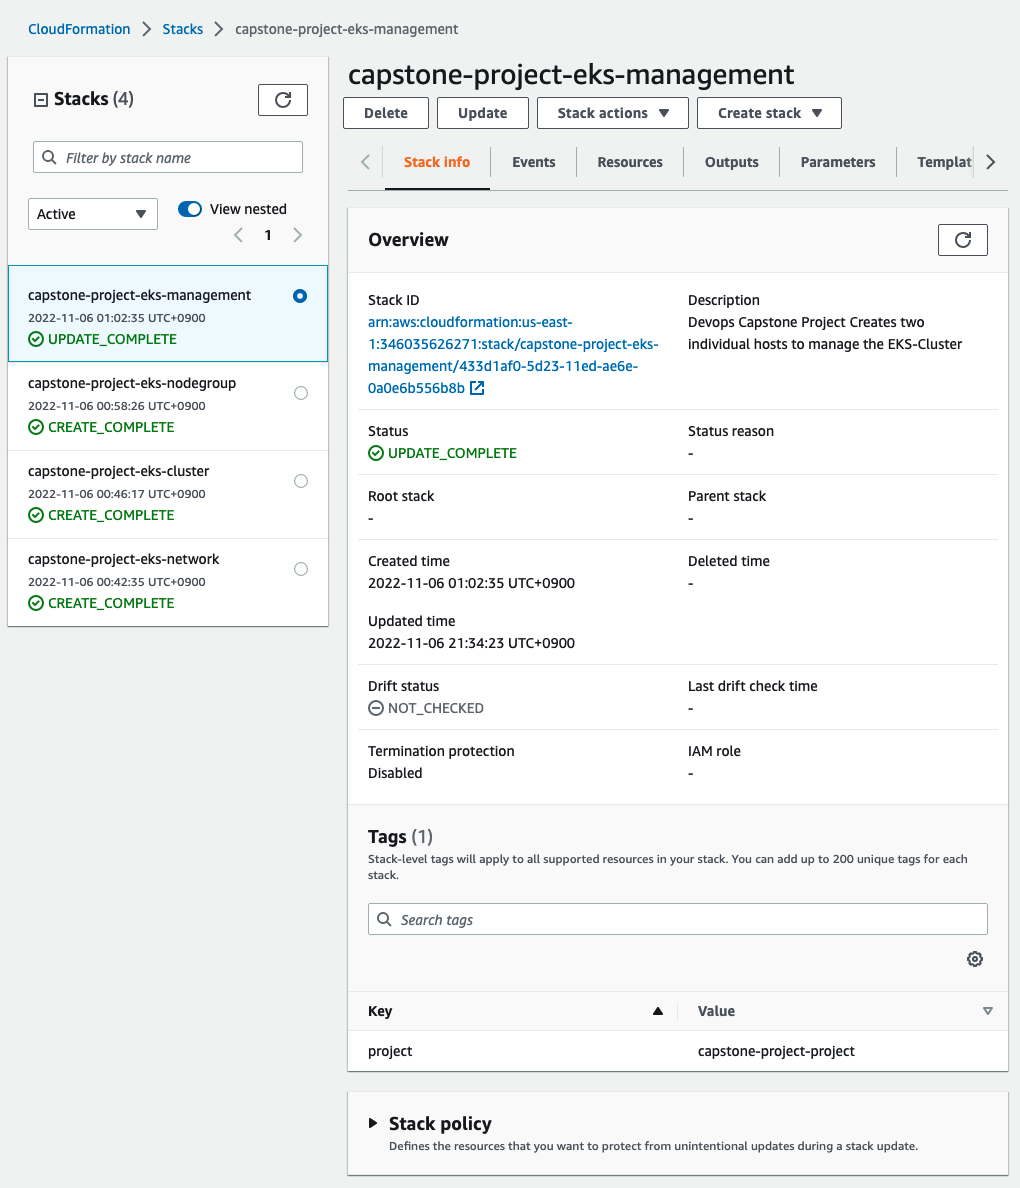 CloudFormation > Stacks > capstone-project-eks-management
Stacks (4)
Filter by stack name
Active
View nested
1
capstone-project-eks-management
2022-11-06 01:02:35 UTC+0900
UPDATE_COMPLETE
capstone-project-eks-nodegroup
2022-11-06 00:58:26 UTC+0900
CREATE_COMPLETE
capstone-project-eks-cluster
2022-11-06 00:46:17 UTC+0900
CREATE_COMPLETE
capstone-project-eks-network
2022-11-06 00:42:35 UTC+0900
CREATE_COMPLETE
capstone-project-eks-management
Delete Update Stack actions Create stack
Stack info Events Resources Outputs Parameters Templat
Overview
Stack ID
arn:aws:cloudformation:us-east-
1:346035626271:stack/capstone-project-eks-
management/433d1af0-5d23-11ed-ae6e-
0a0e6b556b8b
Description
Devops Capstone Project Creates two
individual hosts to manage the EKS-Cluster
Status
UPDATE_COMPLETE
Status reason
-
Root stack
-
Parent stack
-
Created time
2022-11-06 01:02:35 UTC+0900
Deleted time
-
Updated time
2022-11-06 21:34:23 UTC+0900
Drift status
NOT_CHECKED
Last drift check time
-
Termination protection
Disabled
IAM role
-
Tags (1)
Stack-level tags will apply to all supported resources in your stack. You can add up to 200 unique tags for each
stack.
Search tags
Key Value
project capstone-project-project
Stack policy
Defines the resources that you want to protect from unintentional updates during a stack update.